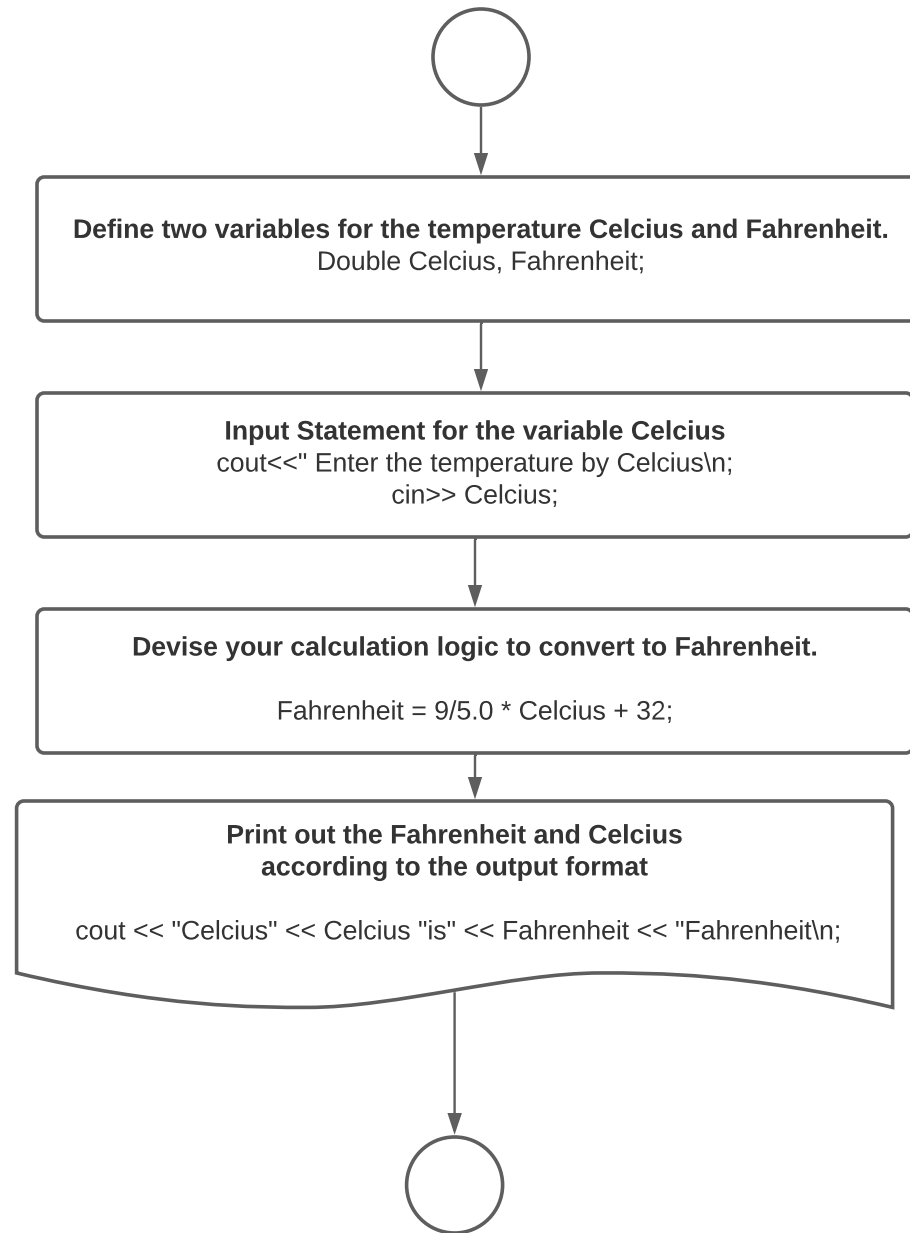 Define two variables for the temperature Celcius and Fahrenheit.
Double Celcius, Fahrenheit;
Input Statement for the variable Celcius
cout<<" Enter the temperature by Celcius\n;
cin>> Celcius;
Devise your calculation logic to convert to Fahrenheit.
Fahrenheit = 9/5.0 * Celcius + 32;
Print out the Fahrenheit and Celcius
according to the output format
cout << "Celcius" << Celcius "is" << Fahrenheit << "Fahrenheit\n;